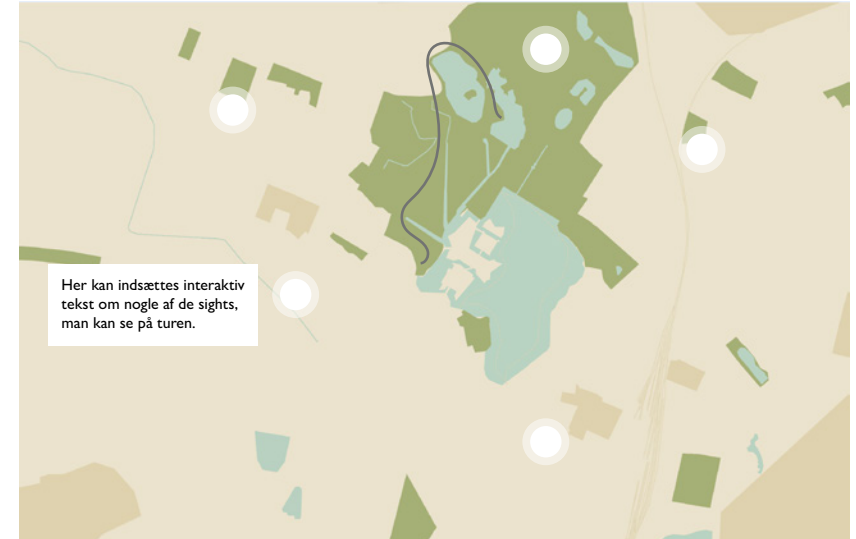 Her kan indsættes interaktiv
tekst om nogle af de sights,
man kan se på turen.